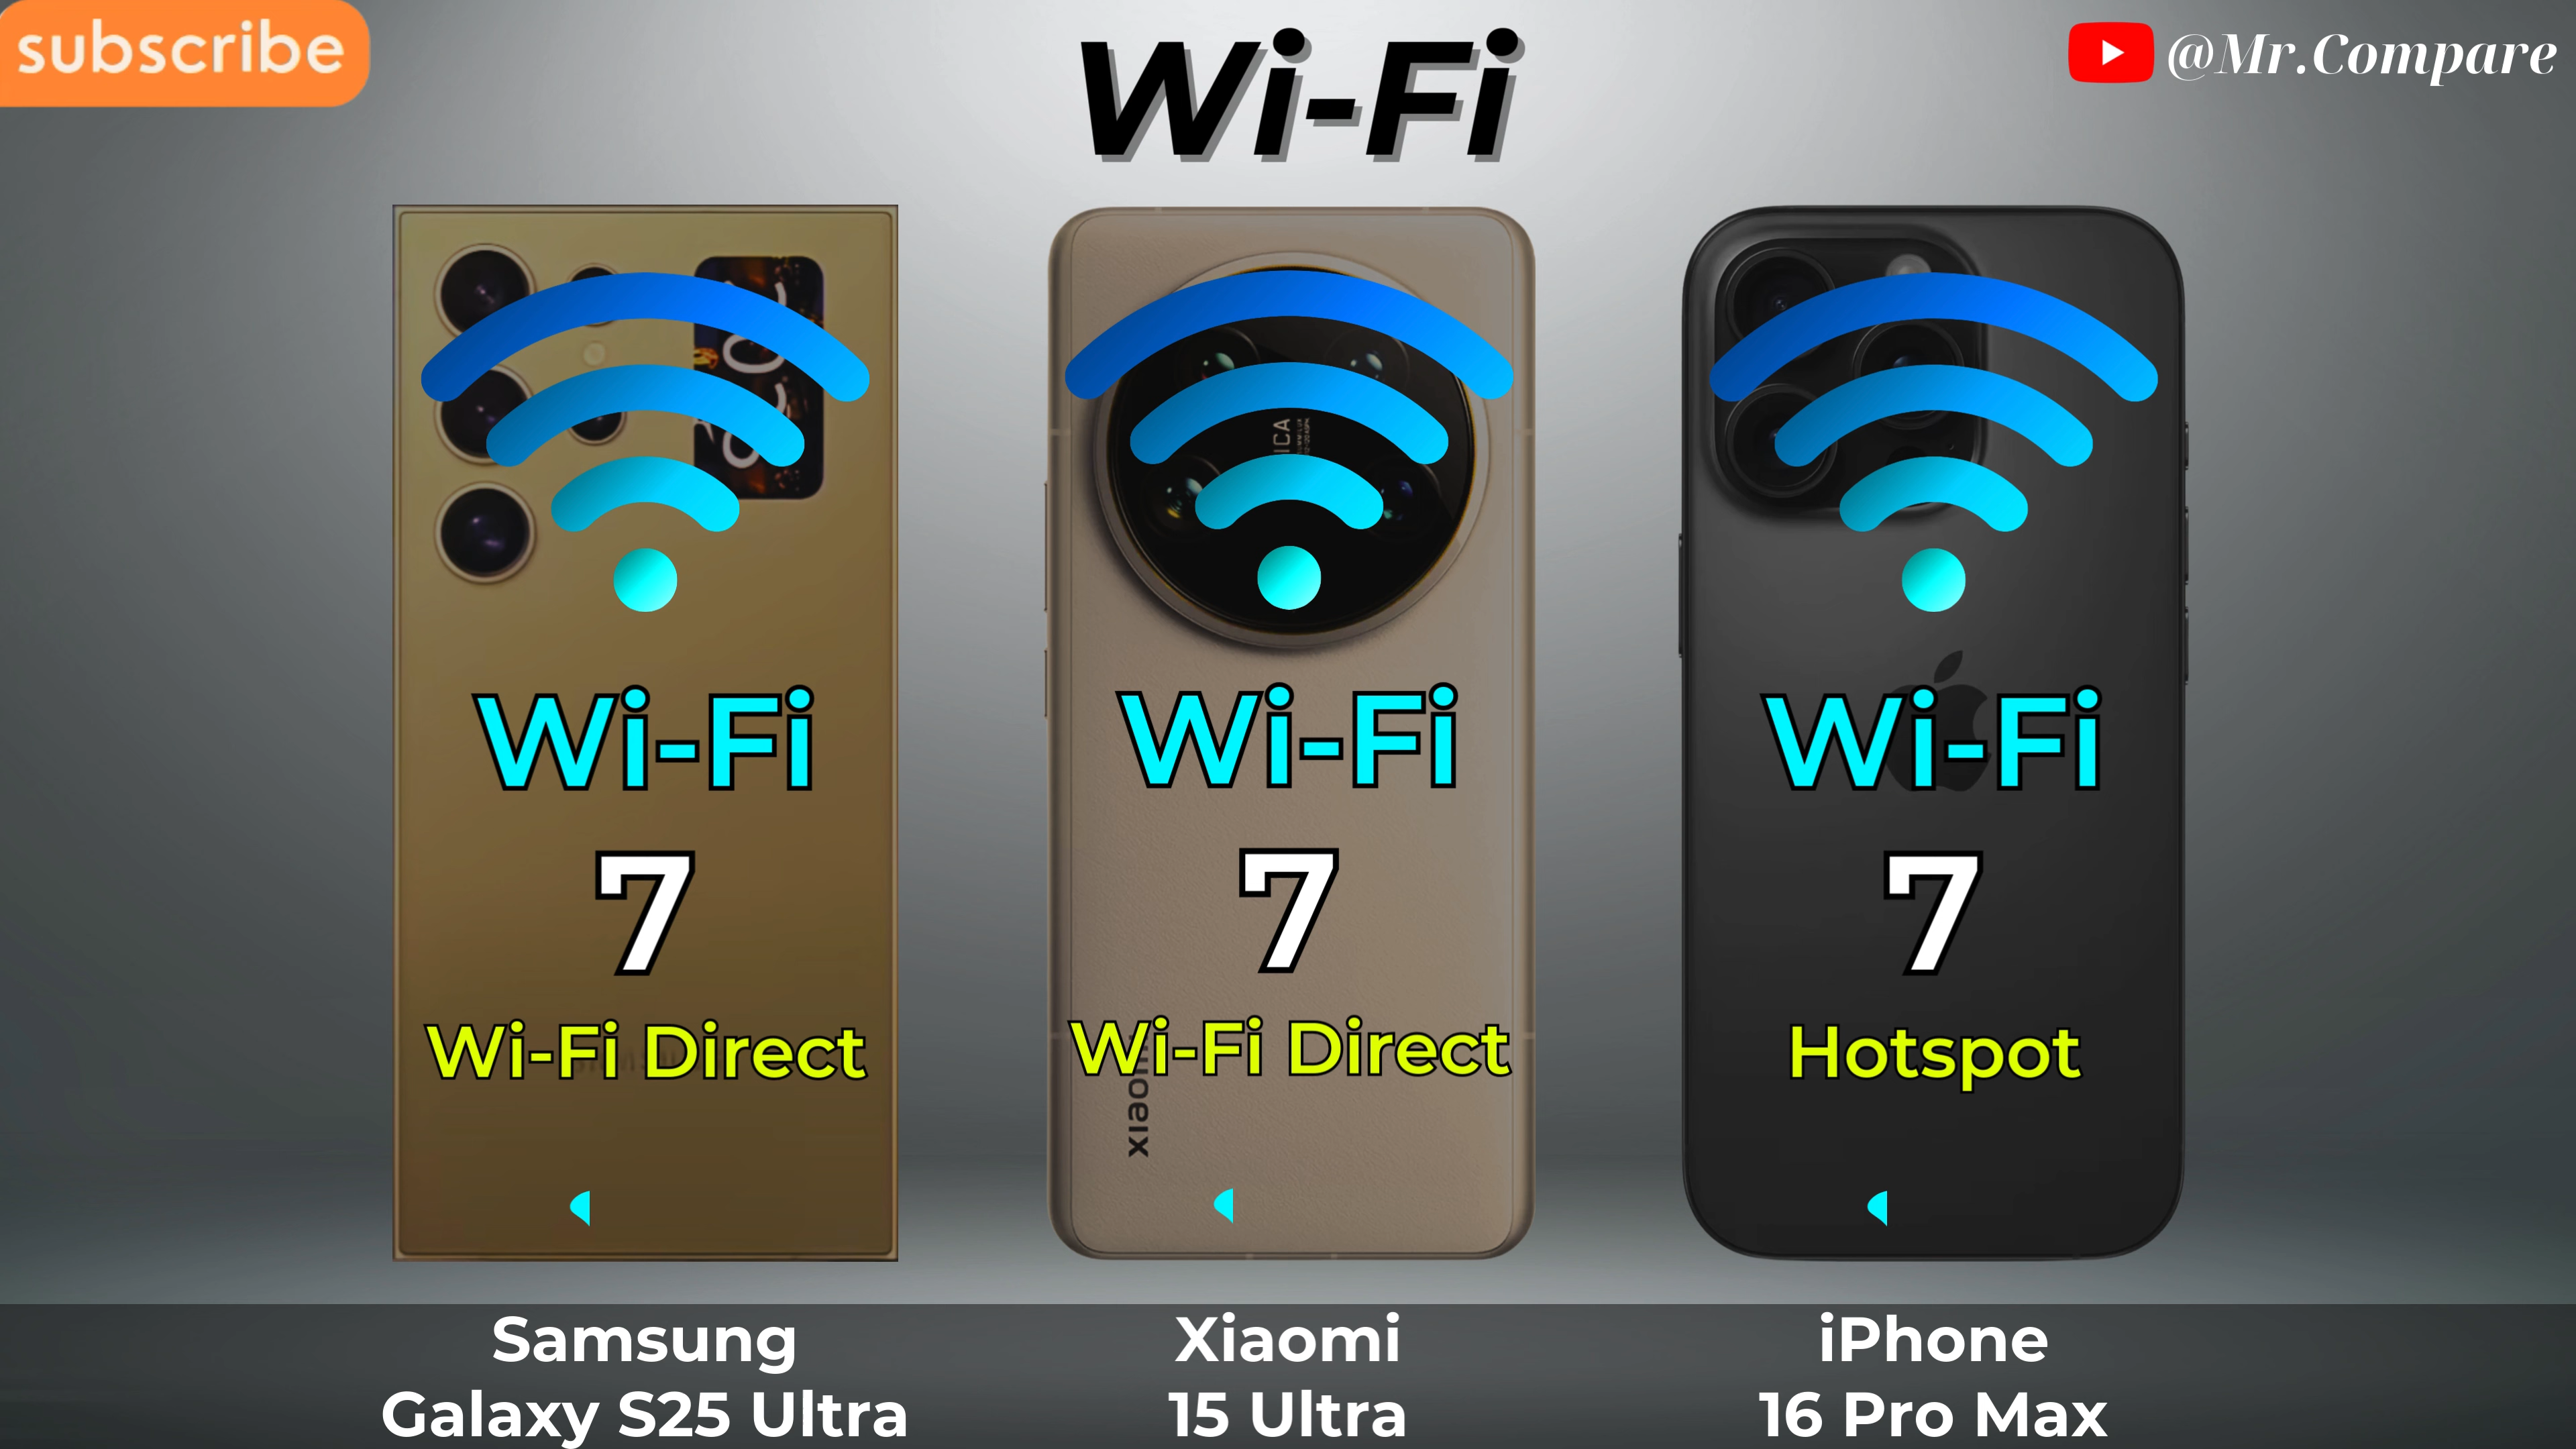 subscribe
Wi-Fi
@Mr.Compare
Wi-Fi
7
Wi-Fi Direct
Wi-Fi
7
Wi-Fi Direct
xiaomi
Wi-Fi
7
Hotspot
Samsung
Galaxy S25 Ultra
Xiaomi
15 Ultra
iPhone
16 Pro Max